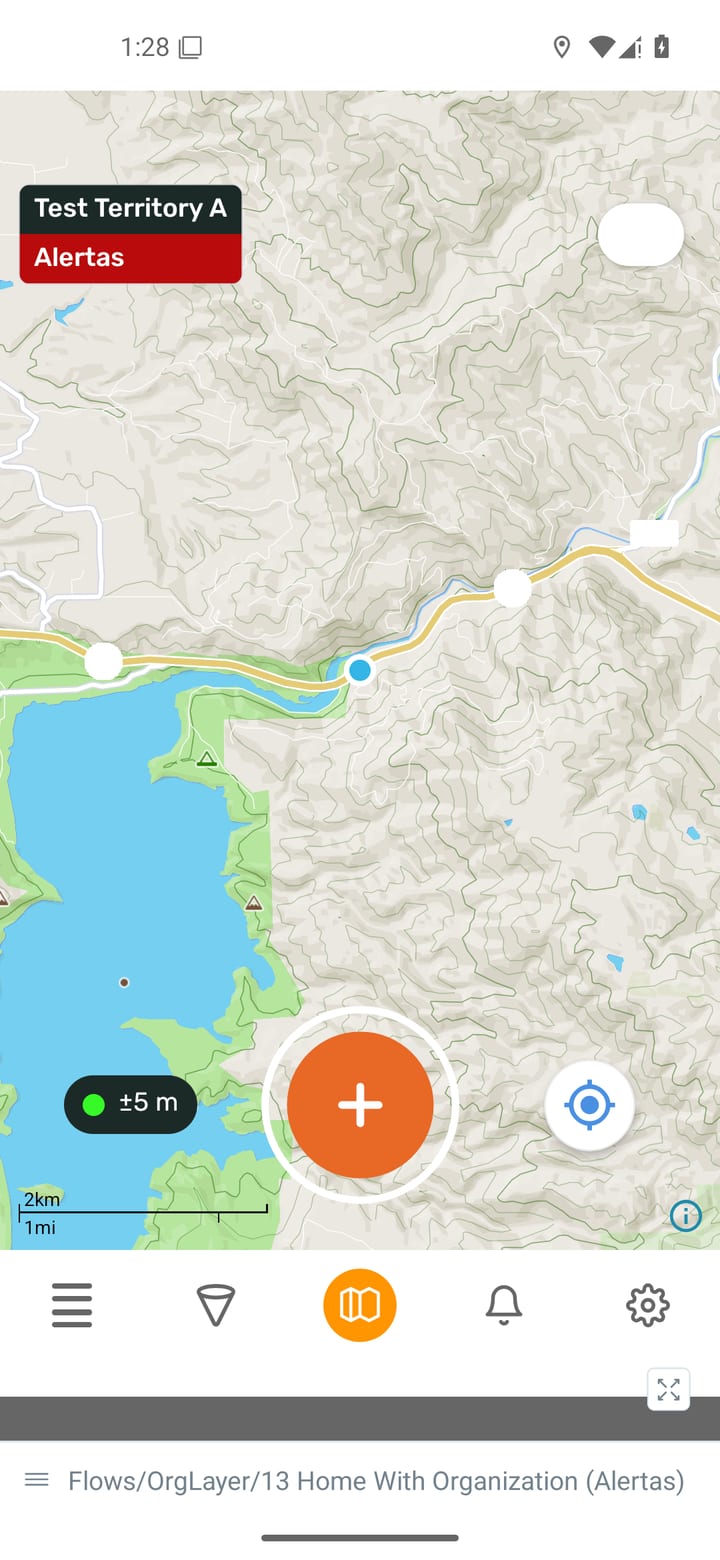 1:28
Test Territory A
Alertas
±5 m
2km
1mi
Flows/OrgLayer/13 Home With Organization (Alertas)